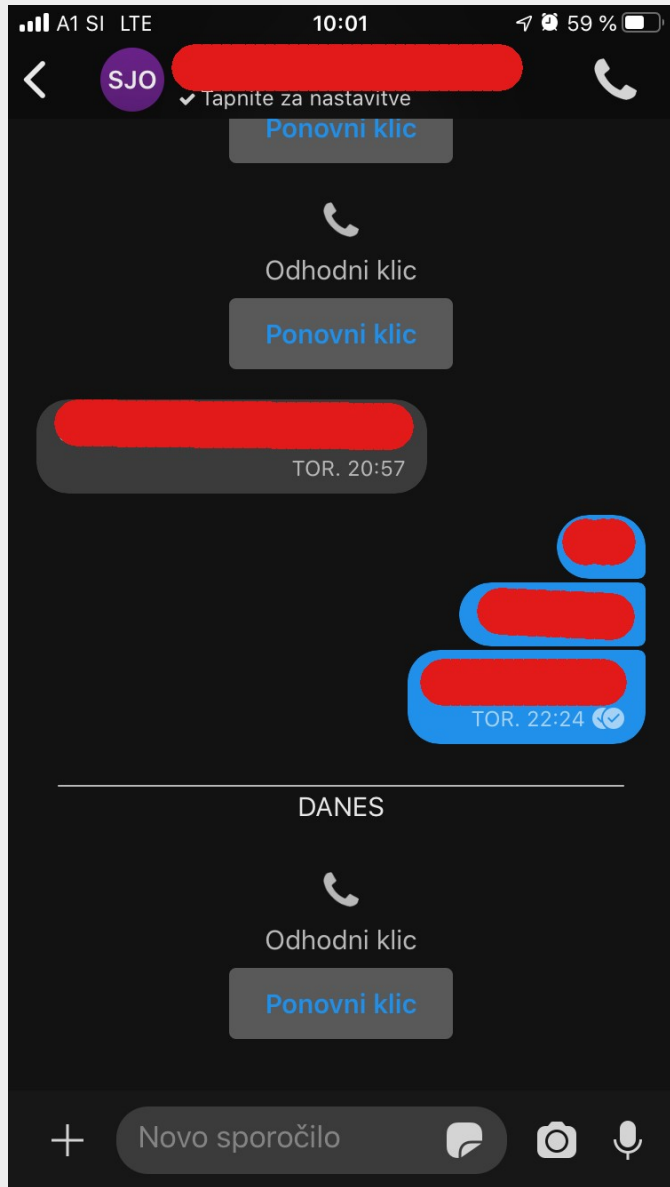 A1 SI LTE 10:01 59 %
SJO
Tapnite za nastavitve
Ponovni klic
Odhodni klic
Ponovni klic
TOR. 20:57
TOR. 22:24
DANES
Odhodni klic
Ponovni klic
Novo sporočilo